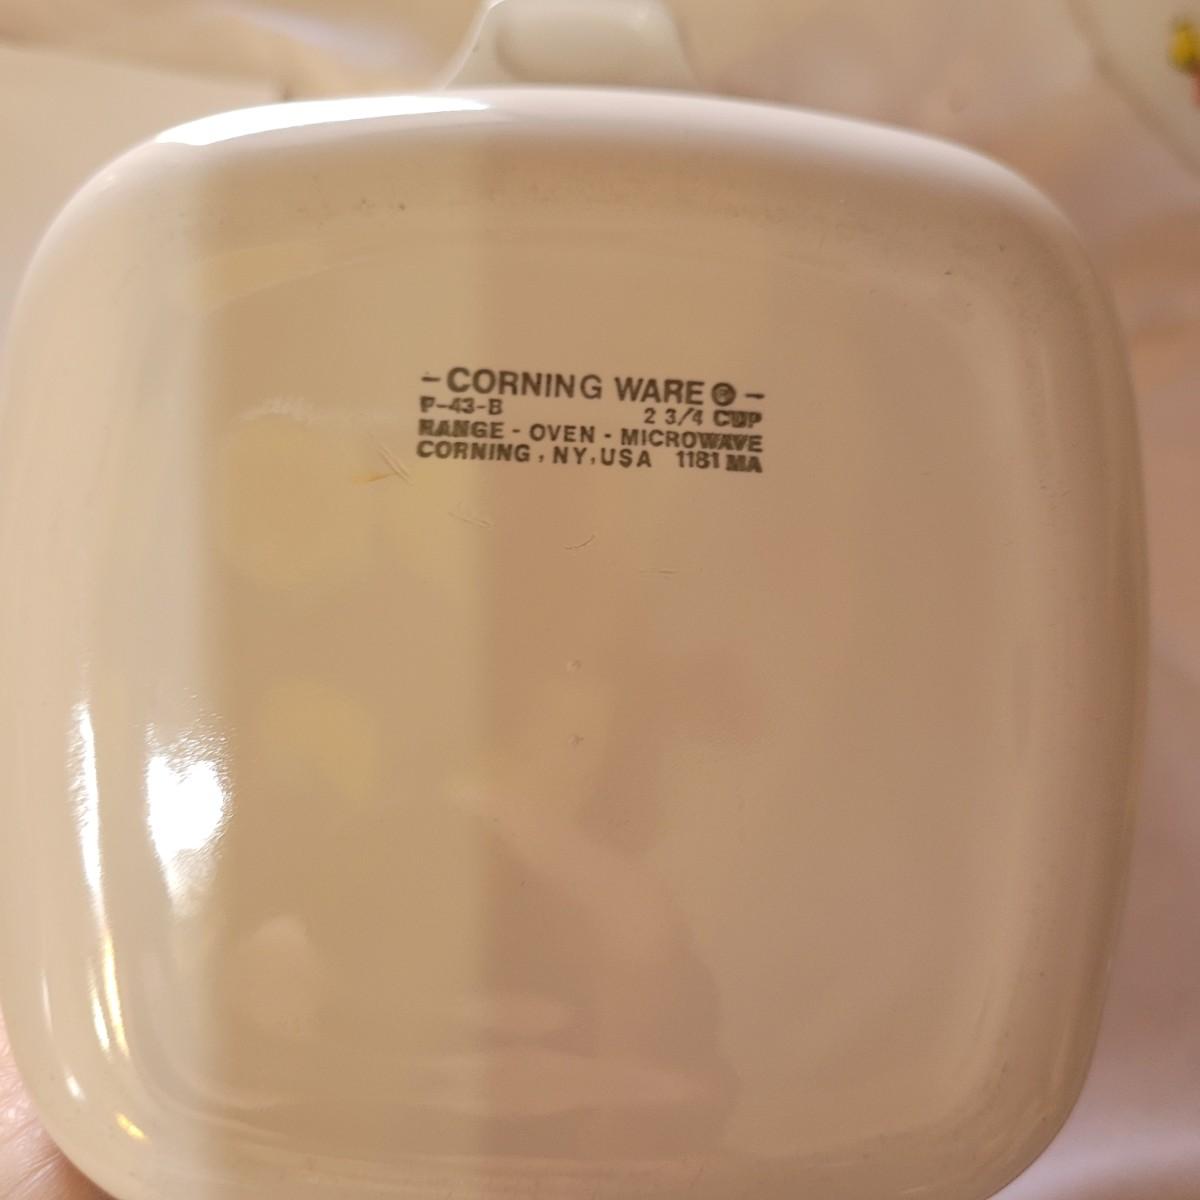 - CORNING WARE ® -
P-43-B 2 3/4 CUP
RANGE - OVEN - MICROWAVE
CORNING, NY, USA 1181 MA